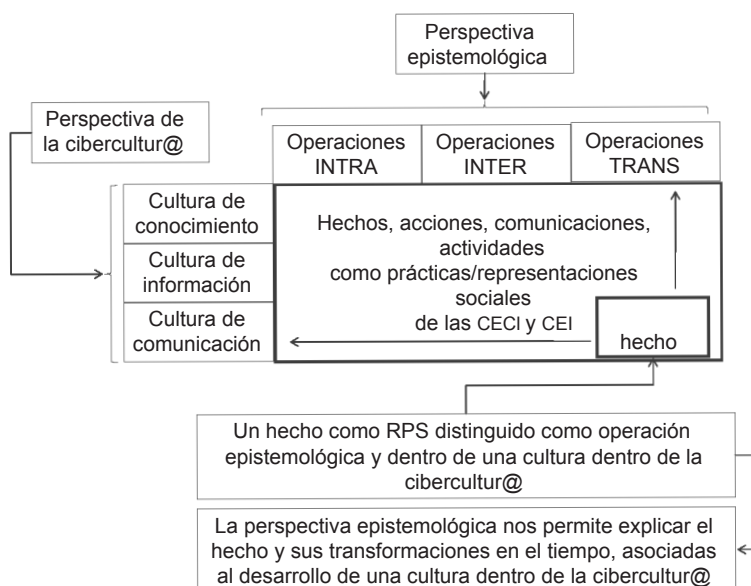 Perspectiva
epistemológica
Perspectiva de
la cibercultur@
Operaciones
INTRA
Operaciones
INTER
Operaciones
TRANS
Cultura de
conocimiento
Cultura de
información
Cultura de
comunicación
Hechos, acciones, comunicaciones,
actividades
como prácticas/representaciones
sociales
de las CECI y CEI
hecho
Un hecho como RPS distinguido como operación
epistemológica y dentro de una cultura dentro de la
cibercultur@
La perspectiva epistemológica nos permite explicar el
hecho y sus transformaciones en el tiempo, asociadas
al desarrollo de una cultura dentro de la cibercultur@